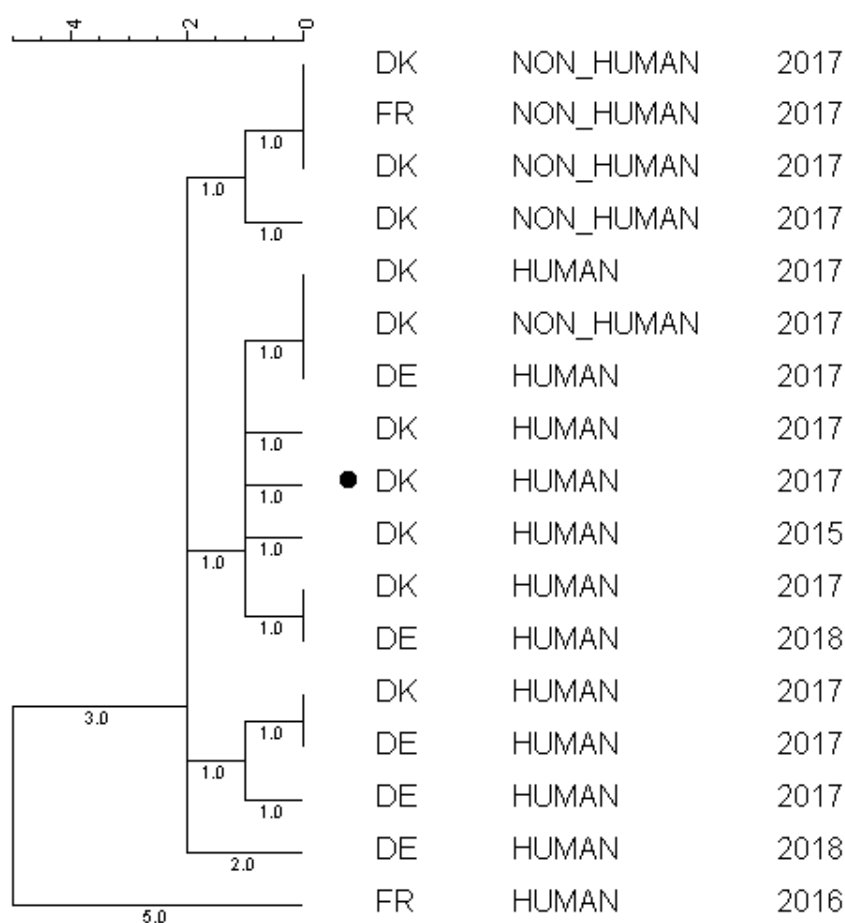 4 2 0
DK NON_HUMAN 2017
FR NON_HUMAN 2017
1.0
DK NON_HUMAN 2017
1.0
DK NON_HUMAN 2017
1.0
DK HUMAN 2017
DK NON_HUMAN 2017
1.0
DE HUMAN 2017
DK HUMAN 2017
1.0
DK HUMAN 2017
1.0
DK HUMAN 2015
1.0
1.0
DK HUMAN 2017
1.0
DE HUMAN 2018
DK HUMAN 2017
3.0
1.0
DE HUMAN 2017
1.0
DE HUMAN 2017
1.0
DE HUMAN 2018
2.0
FR HUMAN 2016
5.0